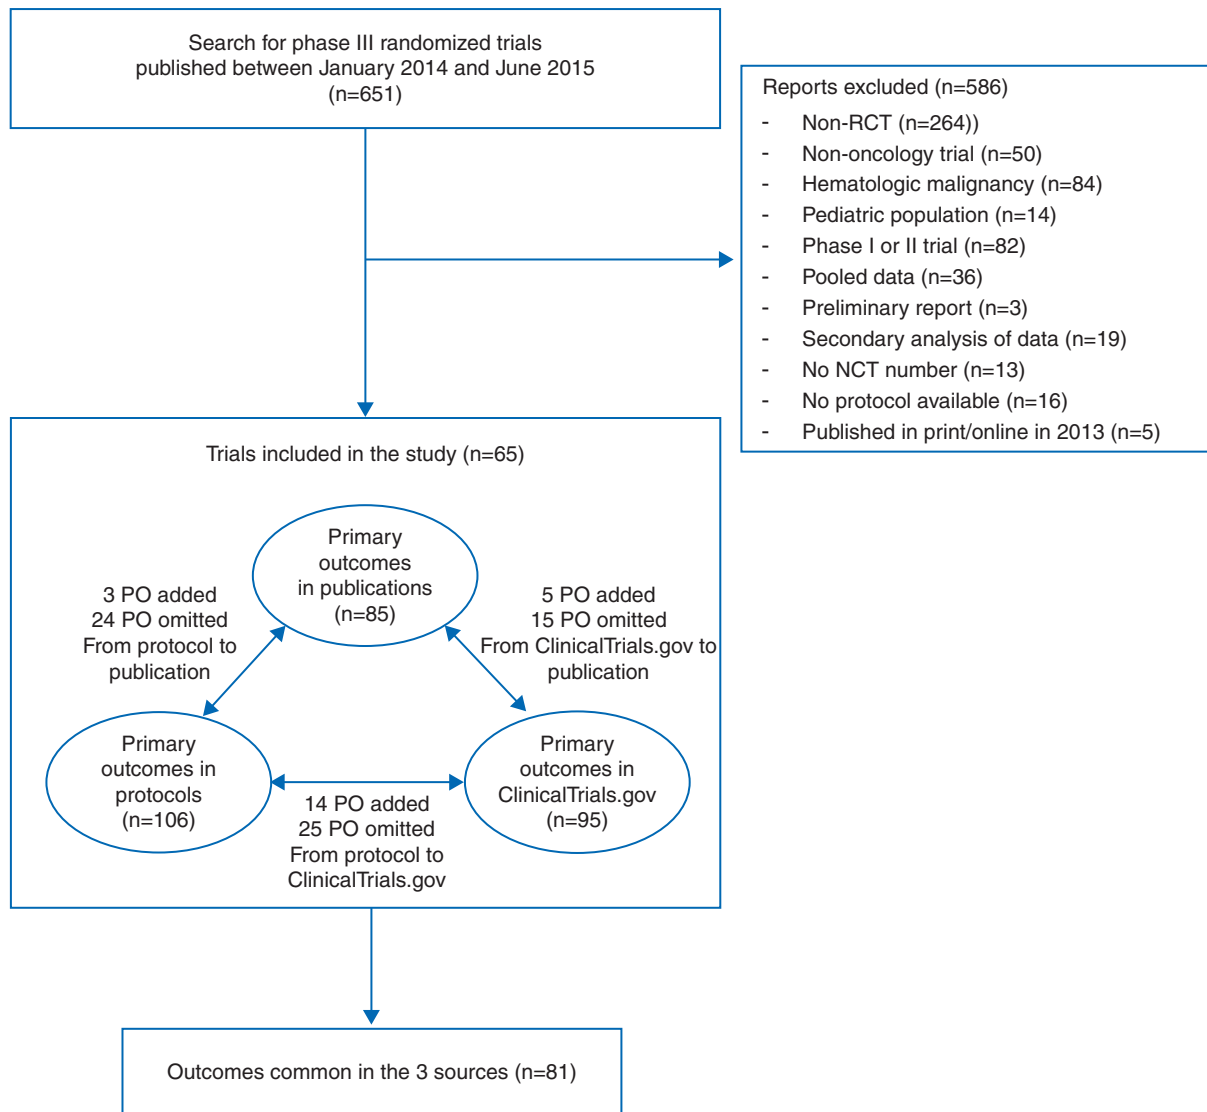 Search for phase III randomized trials
published between January 2014 and June 2015
(n=651)
Reports excluded (n=586)
- Non-RCT (n=264))
- Non-oncology trial (n=50)
- Hematologic malignancy (n=84)
- Pediatric population (n=14)
- Phase I or II trial (n=82)
- Pooled data (n=36)
- Preliminary report (n=3)
- Secondary analysis of data (n=19)
- No NCT number (n=13)
- No protocol available (n=16)
- Published in print/online in 2013 (n=5)
Trials included in the study (n=65)
Primary
outcomes
in publications
(n=85)
3 PO added
24 PO omitted
From protocol to
publication
5 PO added
15 PO omitted
From ClinicalTrials.gov to
publication
Primary
outcomes in
protocols
(n=106)
Primary
outcomes in
ClinicalTrials.gov
(n=95)
14 PO added
25 PO omitted
From protocol to
ClinicalTrials.gov
Outcomes common in the 3 sources (n=81)